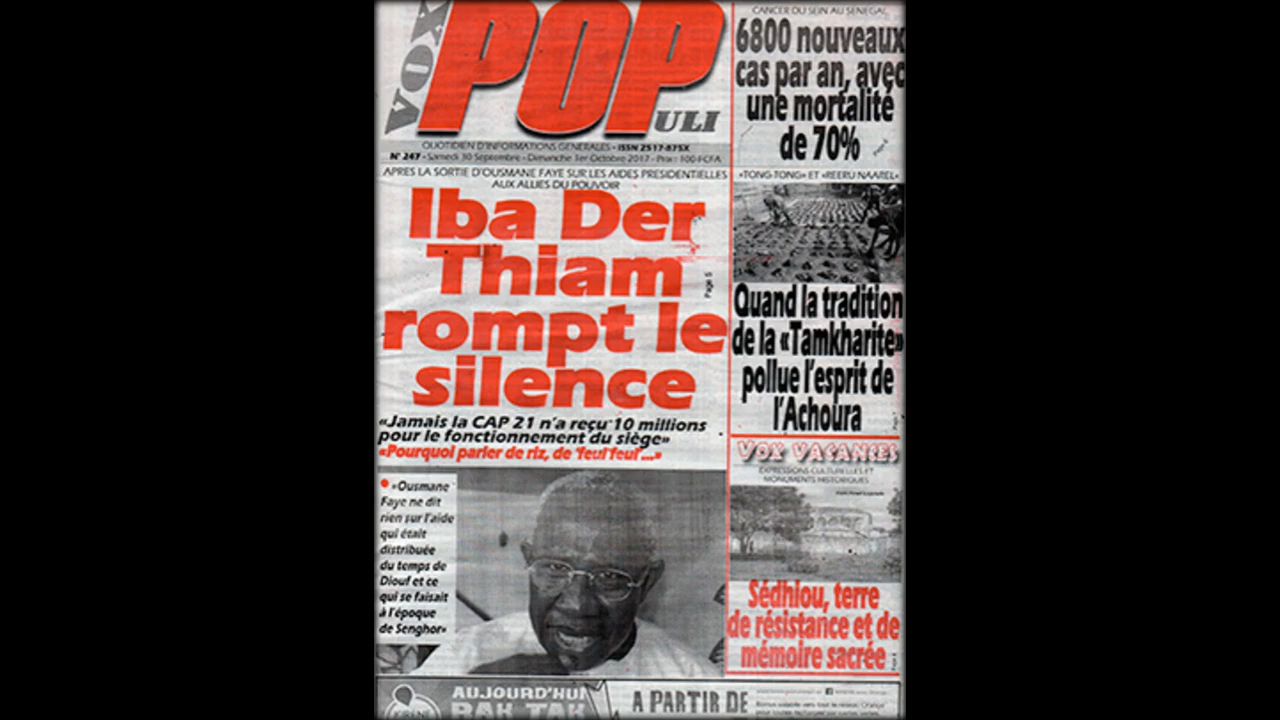 VOX
POP
ULI
QUOTIDIEN D'INFORMATIONS GENERALES - ISSN 2517-875X
N° 247 - Samedi 30 Septembre - Dimanche 1er Octobre 2017 - Prix : 100 FCFA
APRES LA SORTIE D'OUSMANE FAYE SUR LES AIDES PRESIDENTIELLES
AUX ALLIES DU POUVOIR
Iba Der
Thiam
rompt le
silence
Page 5
«Jamais la CAP 21 n'a reçu 10 millions
pour le fonctionnement du siège»
«Pourquoi parler de riz, de 'feul feul'...»
«Ousmane
Faye ne dit
rien sur l'aide
qui était
distribuée
du temps de
Diouf et ce
qui se faisait
à l'époque
de Senghor»
CANCER DU SEIN AU SENEGAL
6800 nouveaux
cas par an, avec
une mortalité
de 70%
«TONG-TONG» ET «REERU NAAREL»
Quand la tradition
de la «Tamkharite»
pollue l'esprit de
l'Achoura
VOX VACANCES
EXPRESSIONS CULTURELLES ET
MONUMENTS HISTORIQUES
Sédhiou, terre
de résistance et de
mémoire sacrée
AUJOURD'HUI
BAK TAK
A PARTIR DE